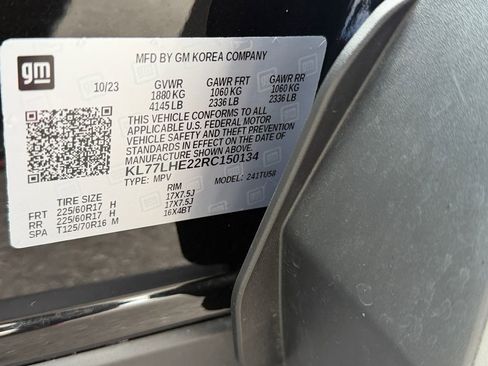 gm
MFD BY GM KOREA COMPANY
10/23 GVWR GAWR FRT GAWR RR
1880 KG 1060 KG 1060 KG
4145 LB 2336 LB 2336 LB
THIS VEHICLE CONFORMS TO ALL
APPLICABLE U.S. FEDERAL MOTOR
VEHICLE SAFETY AND THEFT PREVENTION
STANDARDS IN EFFECT ON THE DATE OF
MANUFACTURE SHOWN ABOVE.
KL77LHE22RC150134
TYPE: MPV MODEL: 241TU58
TIRE SIZE RIM
FRT 225/60R17 H 17X7.5J
RR 225/60R17 H 17X7.5J
SPA T125/70R16 M 16X4BT